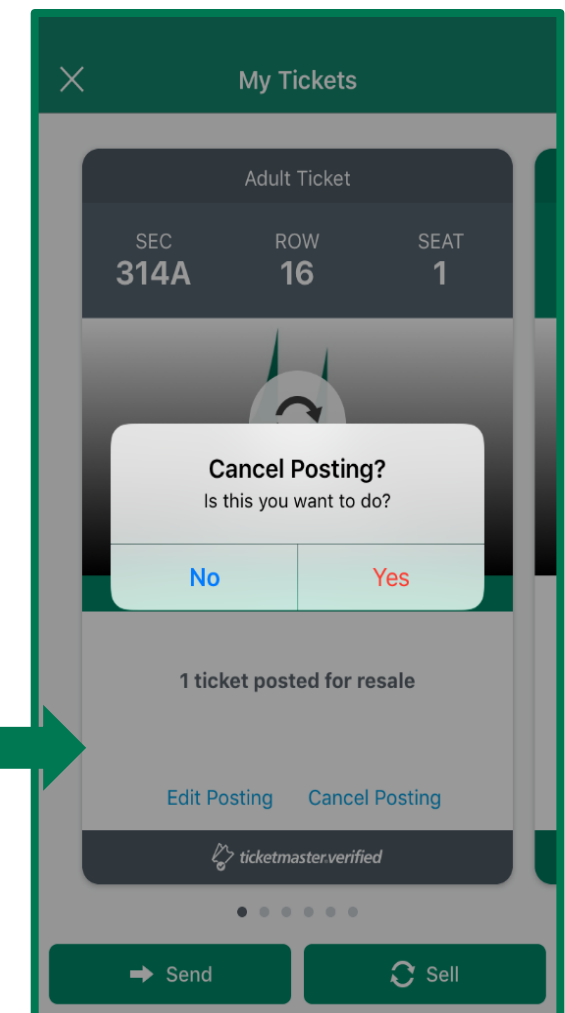 My Tickets
Adult Ticket
SEC ROW SEAT
314A 16 1
Cancel Posting?
Is this you want to do?
No Yes
1 ticket posted for resale
Edit Posting Cancel Posting
ticketmaster.verified
Send Sell